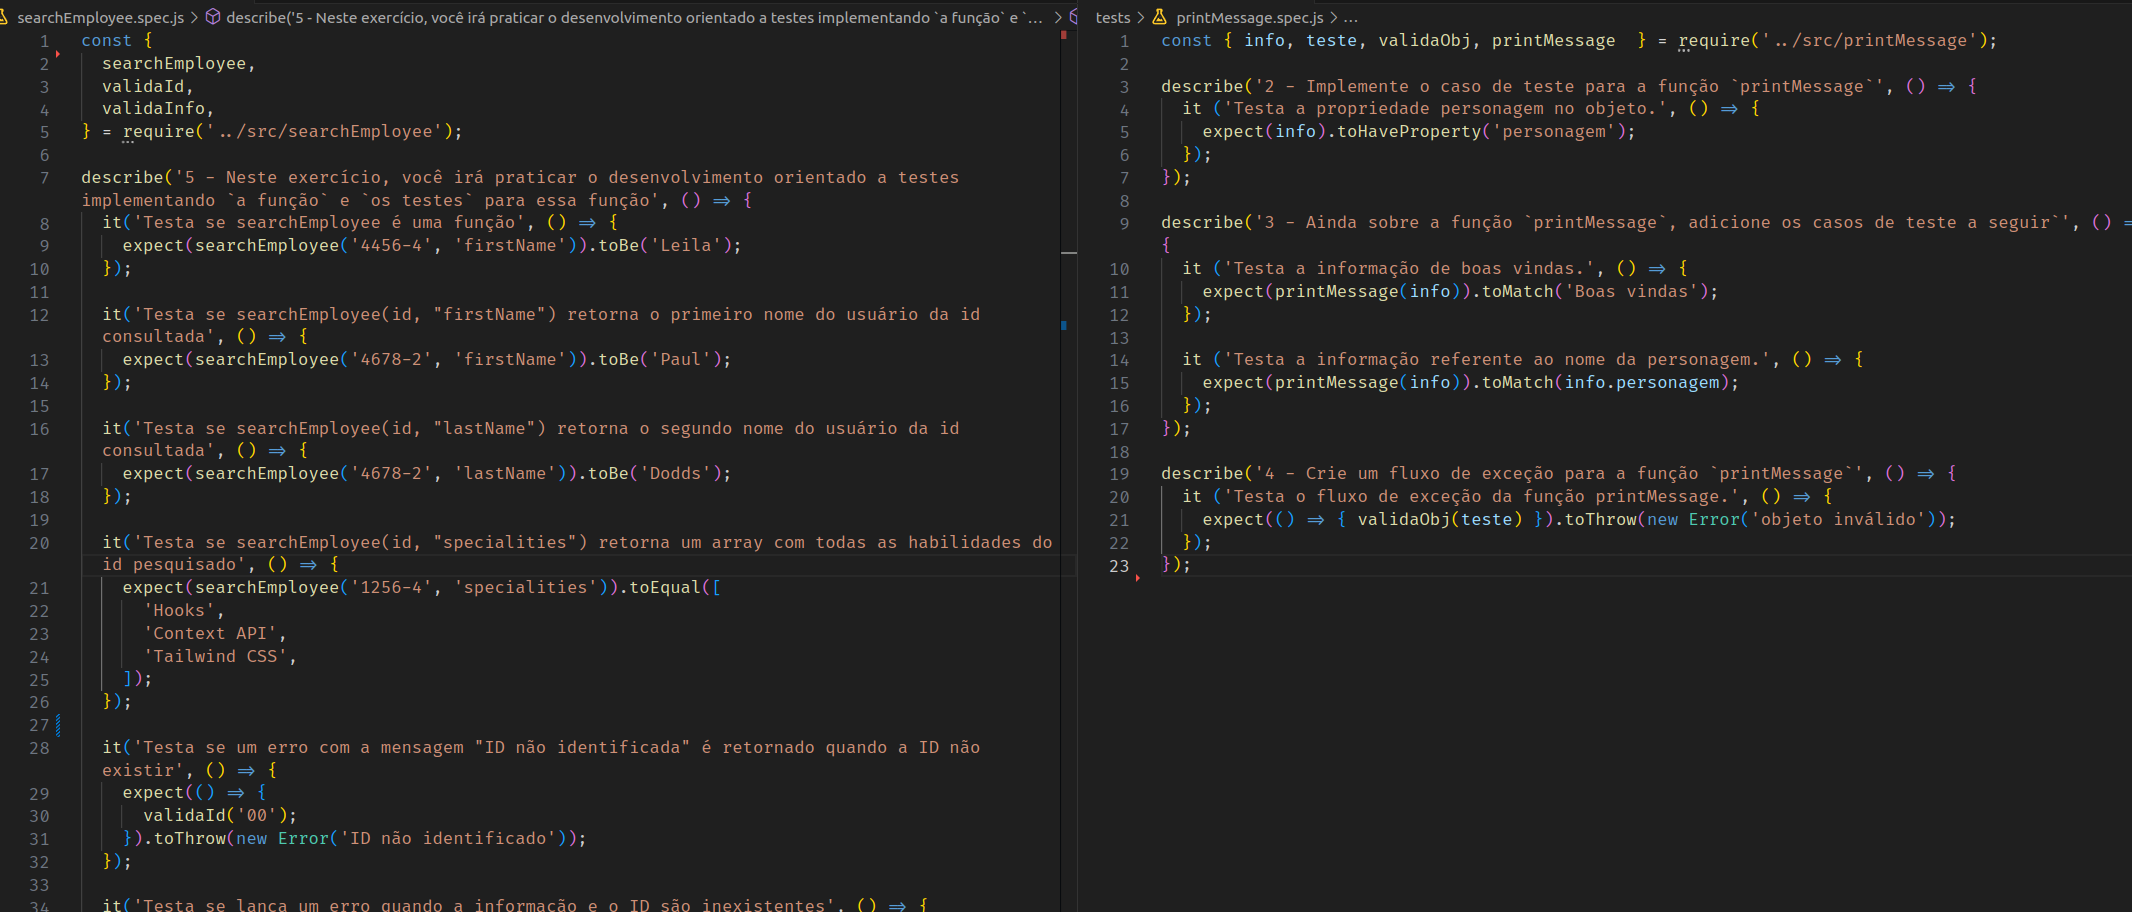 searchEmployee.spec.js > describe('5 - Neste exercício, você irá praticar o desenvolvimento orientado a testes implementando `a função` e `... >
1 const {
2 searchEmployee,
3 validaId,
4 validaInfo,
5 } = require('../src/searchEmployee');
6
7 describe('5 - Neste exercício, você irá praticar o desenvolvimento orientado a testes
implementando `a função` e `os testes` para essa função', () => {
8 it('Testa se searchEmployee é uma função', () => {
9 expect(searchEmployee('4456-4', 'firstName')).toBe('Leila');
10 });
11
12 it('Testa se searchEmployee(id, "firstName") retorna o primeiro nome do usuário da id
consultada', () => {
13 expect(searchEmployee('4678-2', 'firstName')).toBe('Paul');
14 });
15
16 it('Testa se searchEmployee(id, "lastName") retorna o segundo nome do usuário da id
consultada', () => {
17 expect(searchEmployee('4678-2', 'lastName')).toBe('Dodds');
18 });
19
20 it('Testa se searchEmployee(id, "specialities") retorna um array com todas as habilidades do
id pesquisado', () => {
21 expect(searchEmployee('1256-4', 'specialities')).toEqual([
22 'Hooks',
23 'Context API',
24 'Tailwind CSS',
25 ]);
26 });
27
28 it('Testa se um erro com a mensagem "ID não identificada" é retornado quando a ID não
existir', () => {
29 expect(() => {
30 validaId('00');
31 }).toThrow(new Error('ID não identificado'));
32 });
33
34 it('Testa se lança um erro quando a informação e o ID são inexistentes', () => {
tests > printMessage.spec.js > ...
1 const { info, teste, validaObj, printMessage } = require('../src/printMessage');
2
3 describe('2 - Implemente o caso de teste para a função `printMessage`', () => {
4 it ('Testa a propriedade personagem no objeto.', () => {
5 expect(info).toHaveProperty('personagem');
6 });
7 });
8
9 describe('3 - Ainda sobre a função `printMessage`, adicione os casos de teste a seguir`', () =
{
10 it ('Testa a informação de boas vindas.', () => {
11 expect(printMessage(info)).toMatch('Boas vindas');
12 });
13
14 it ('Testa a informação referente ao nome da personagem.', () => {
15 expect(printMessage(info)).toMatch(info.personagem);
16 });
17 });
18
19 describe('4 - Crie um fluxo de exceção para a função `printMessage`', () => {
20 it ('Testa o fluxo de exceção da função printMessage.', () => {
21 expect(() => { validaObj(teste) }).toThrow(new Error('objeto inválido'));
22 });
23 });